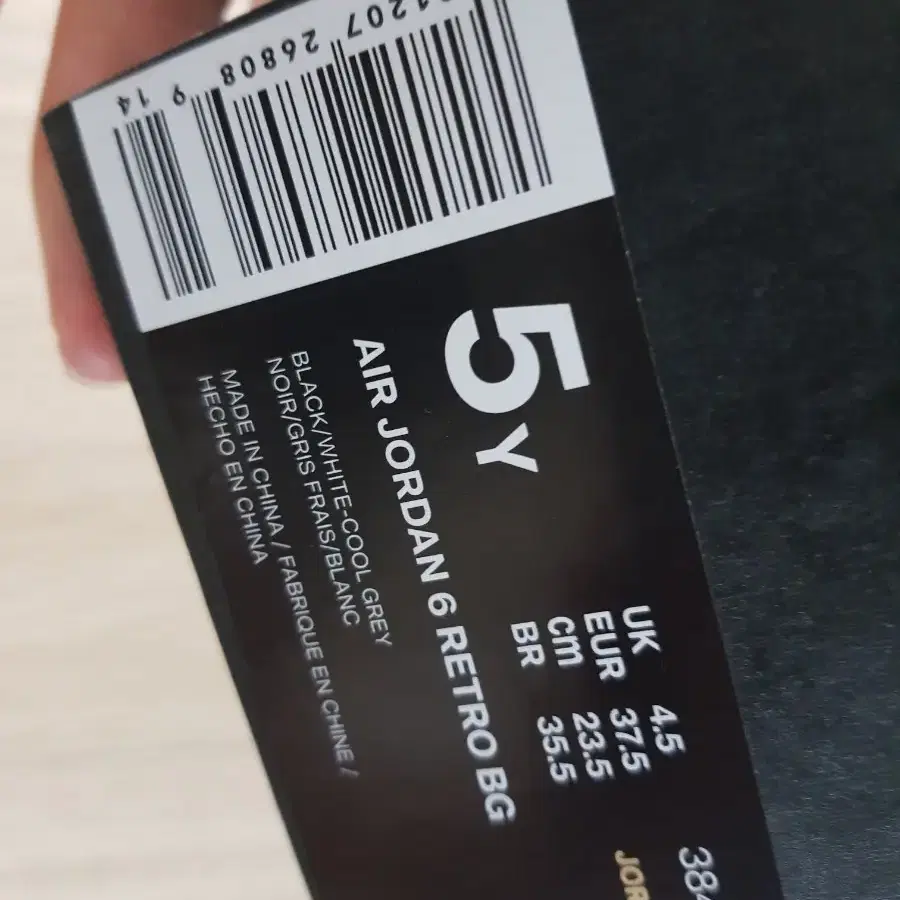 5Y
UK 4.5
EUR 37.5
cm 23.5
BR 35.5
AIR JORDAN 6 RETRO BG
BLACK/WHITE-COOL GREY
NOIR/GRIS FRAIS/BLANC
MADE IN CHINA / FABRIQUE EN CHINE /
HECHO EN CHINA
26808 9 14